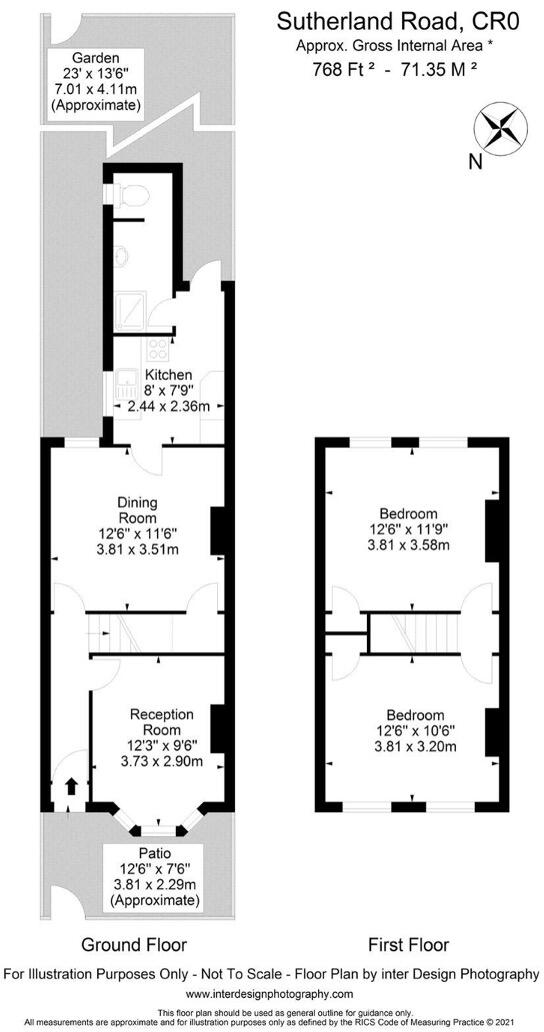 Sutherland Road, CR0
Approx. Gross Internal Area *
768 Ft ² - 71.35 M ²
N
Garden
23' x 13'6"
7.01 x 4.11m
(Approximate)
Kitchen
8' x 7'9"
2.44 x 2.36m
Dining
Room
12'6" x 11'6"
3.81 x 3.51m
Reception
Room
12'3" x 9'6"
3.73 x 2.90m
Patio
12'6" x 7'6"
3.81 x 2.29m
(Approximate)
Bedroom
12'6" x 11'9"
3.81 x 3.58m
Bedroom
12'6" x 10'6"
3.81 x 3.20m
Ground Floor
First Floor
For Illustration Purposes Only - Not To Scale - Floor Plan by inter Design Photography
www.interdesignphotography.com
This floor plan should be used as general outline for guidance only.
All measurements are approximate and for illustration purposes only as defined by the RICS Code of Measuring Practice © 2021